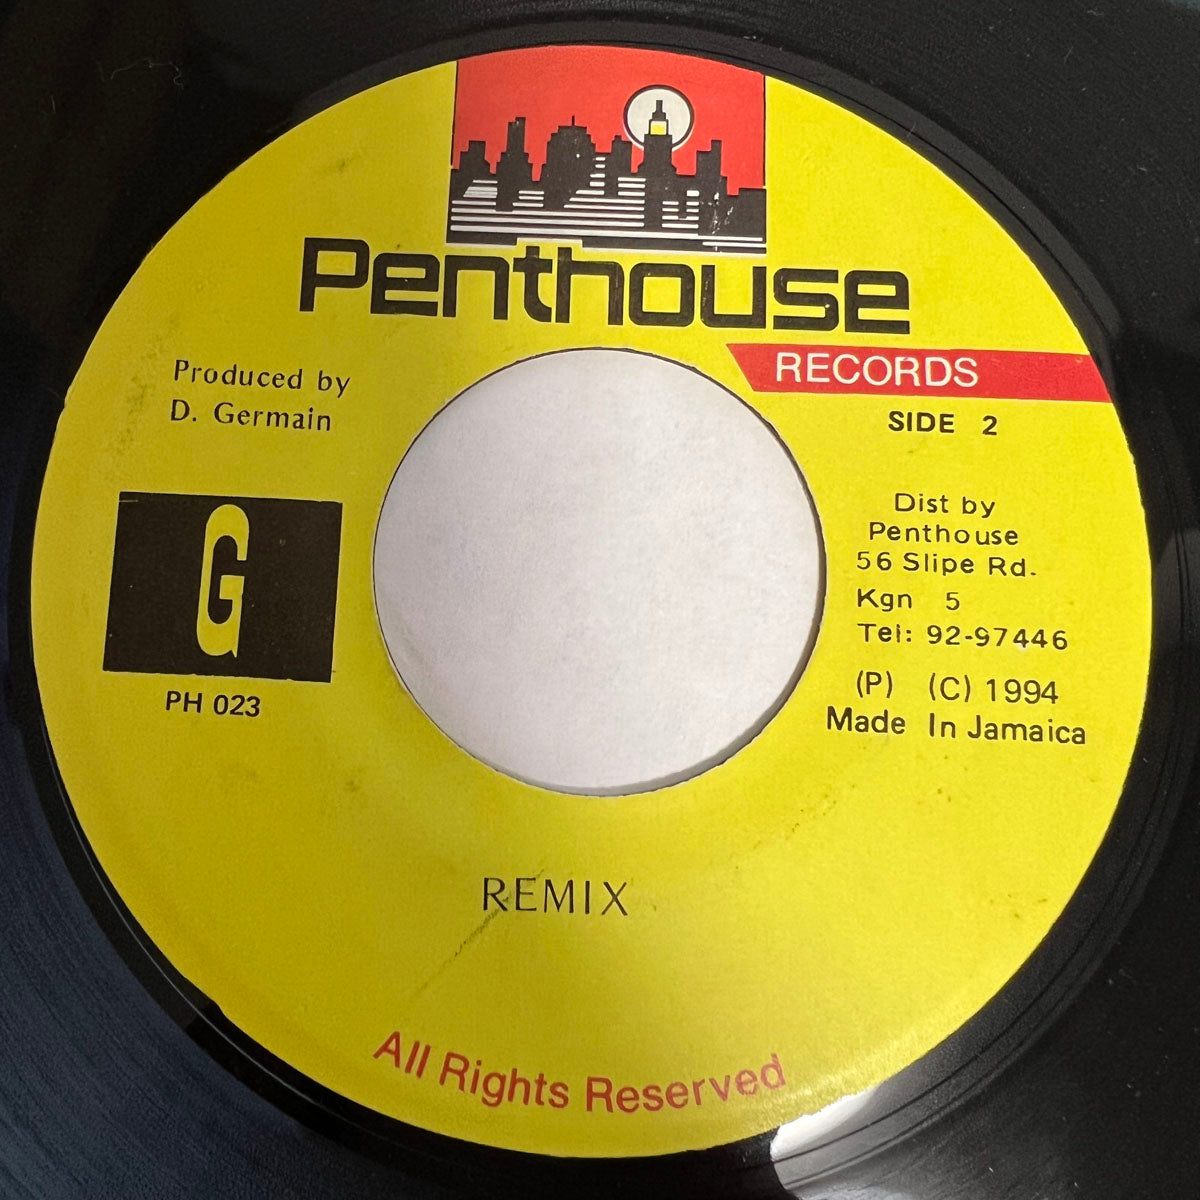 Penthouse
RECORDS
Produced by
D. Germain
SIDE 2
G
PH 023
Dist by
Penthouse
56 Slipe Rd.
Kgn 5
Tel: 92-97446
(P) (C) 1994
Made In Jamaica
REMIX
All Rights Reserved